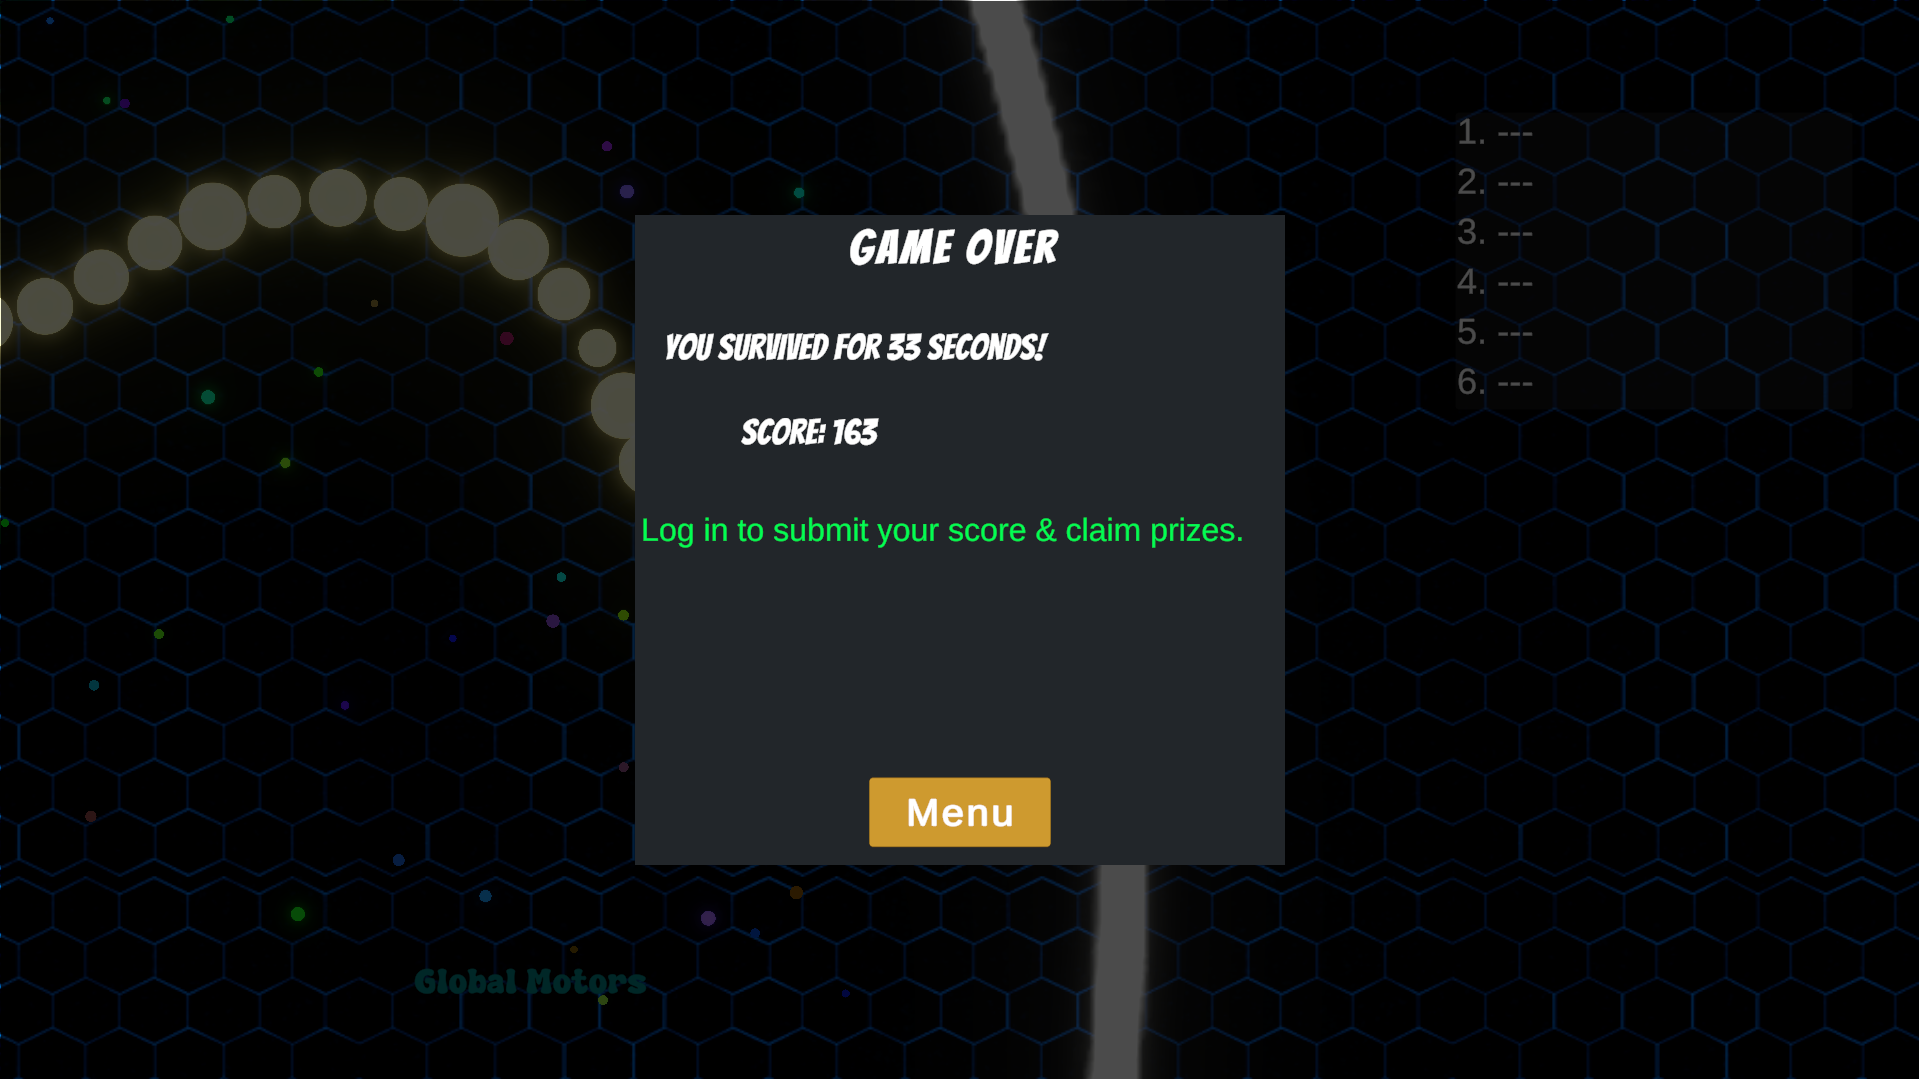 GAME OVER
YOU SURVIVED FOR 33 SECONDS!
SCORE: 163
Log in to submit your score & claim prizes.
Menu
1. ---
2. ---
3. ---
4. ---
5. ---
6. ---
Global Motors